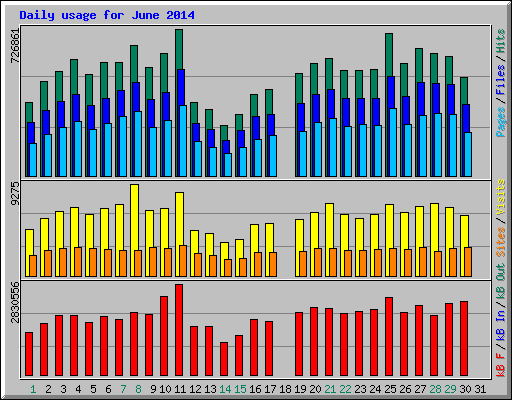 Daily usage for June 2014
726861
Pages / Files / Hits
9275
Sites / Visits
2830556
kB F / kB In / kB Out
1 2 3 4 5 6 7 8 9 10 11 12 13 14 15 16 17 18 19 20 21 22 23 24 25 26 27 28 29 30 31